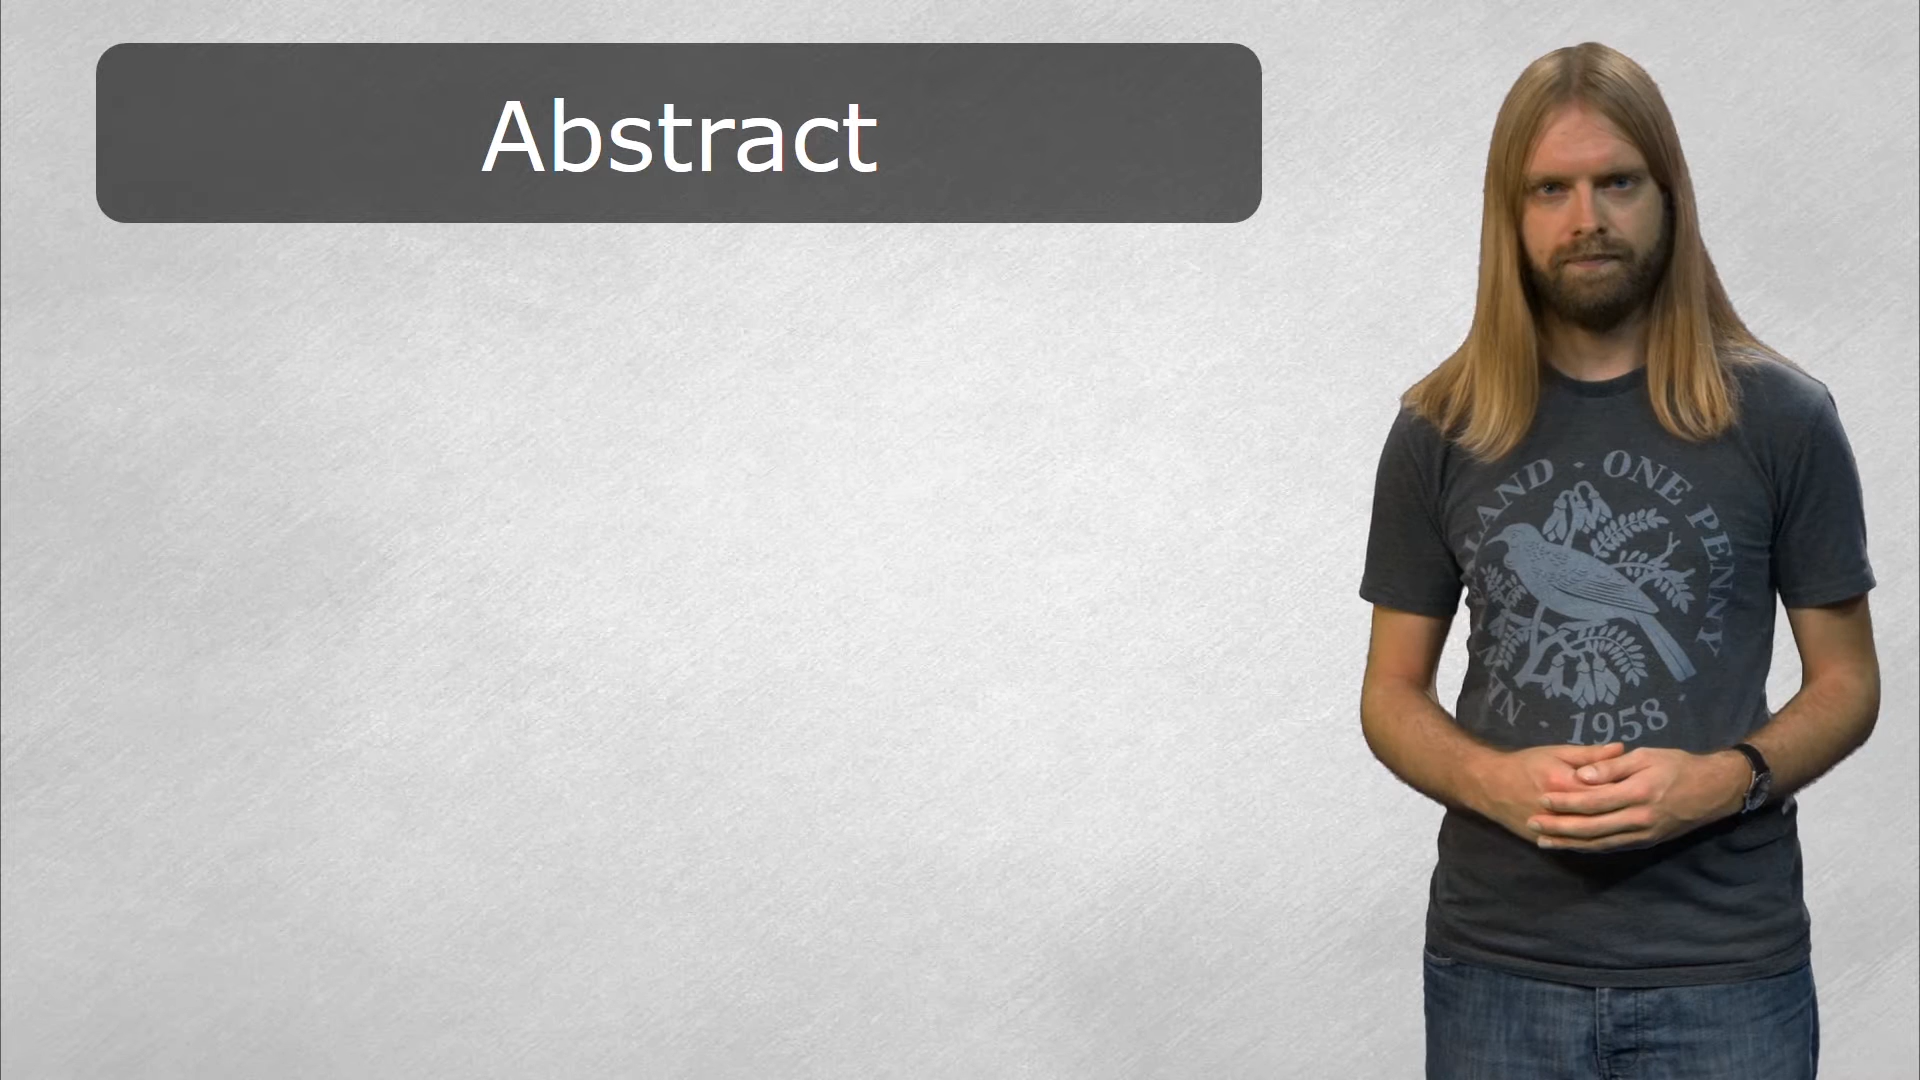 Abstract
LAND · ONE PENNY
· 1958 ·